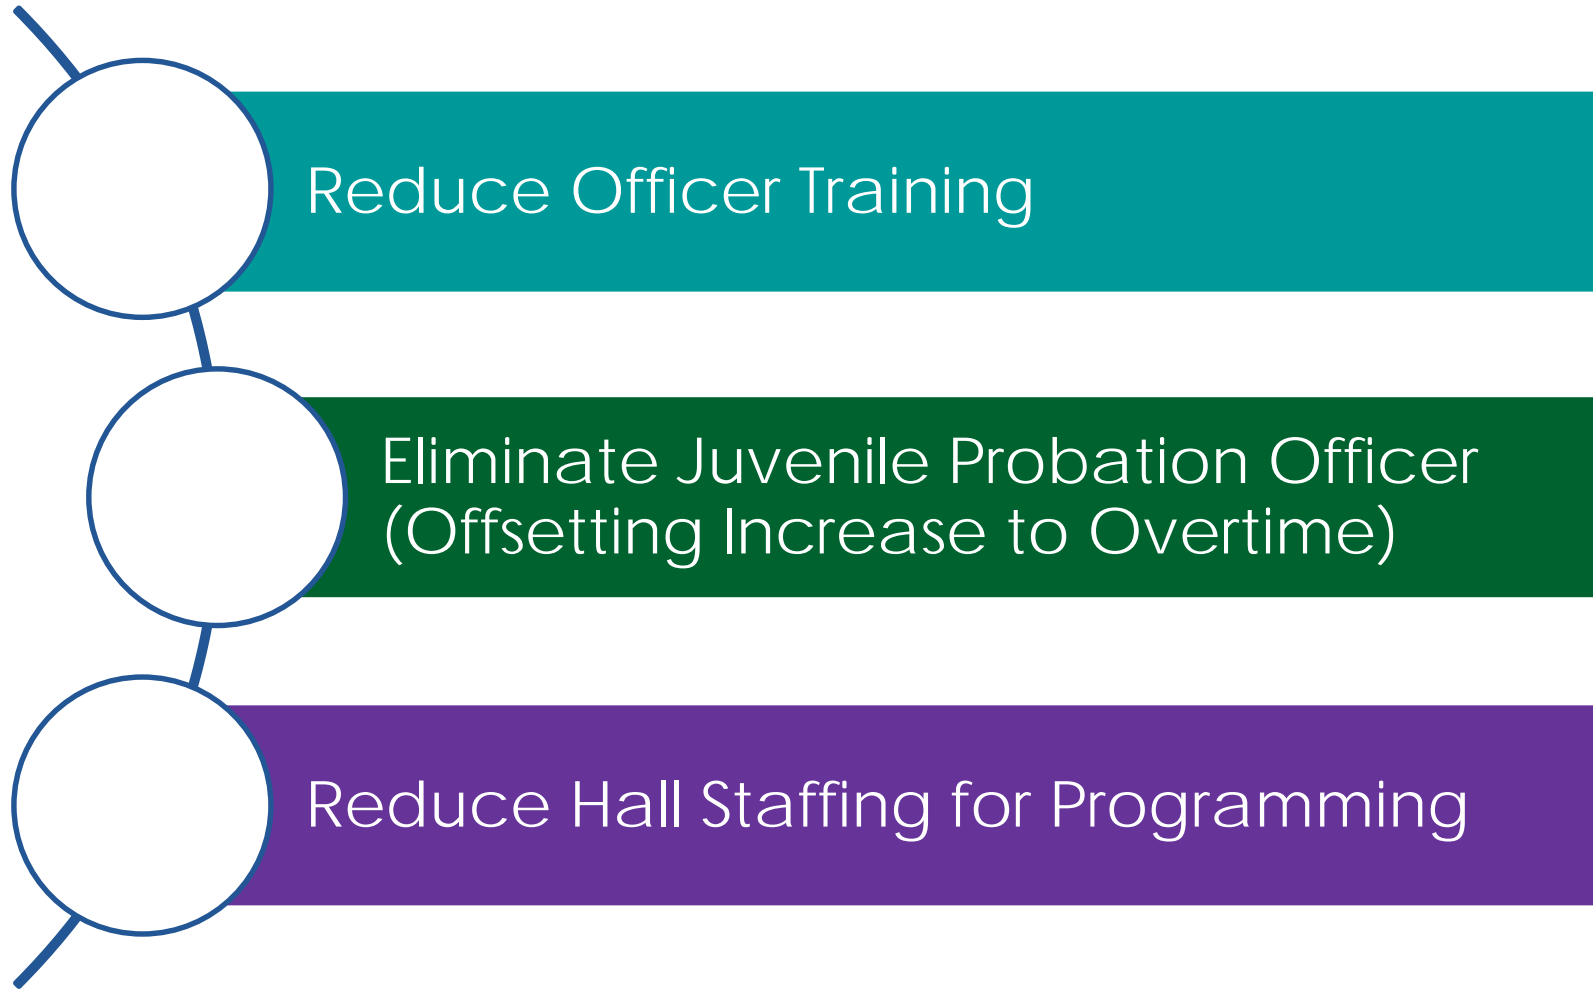 Reduce Officer Training
Eliminate Juvenile Probation Officer
(Offsetting Increase to Overtime)
Reduce Hall Staffing for Programming